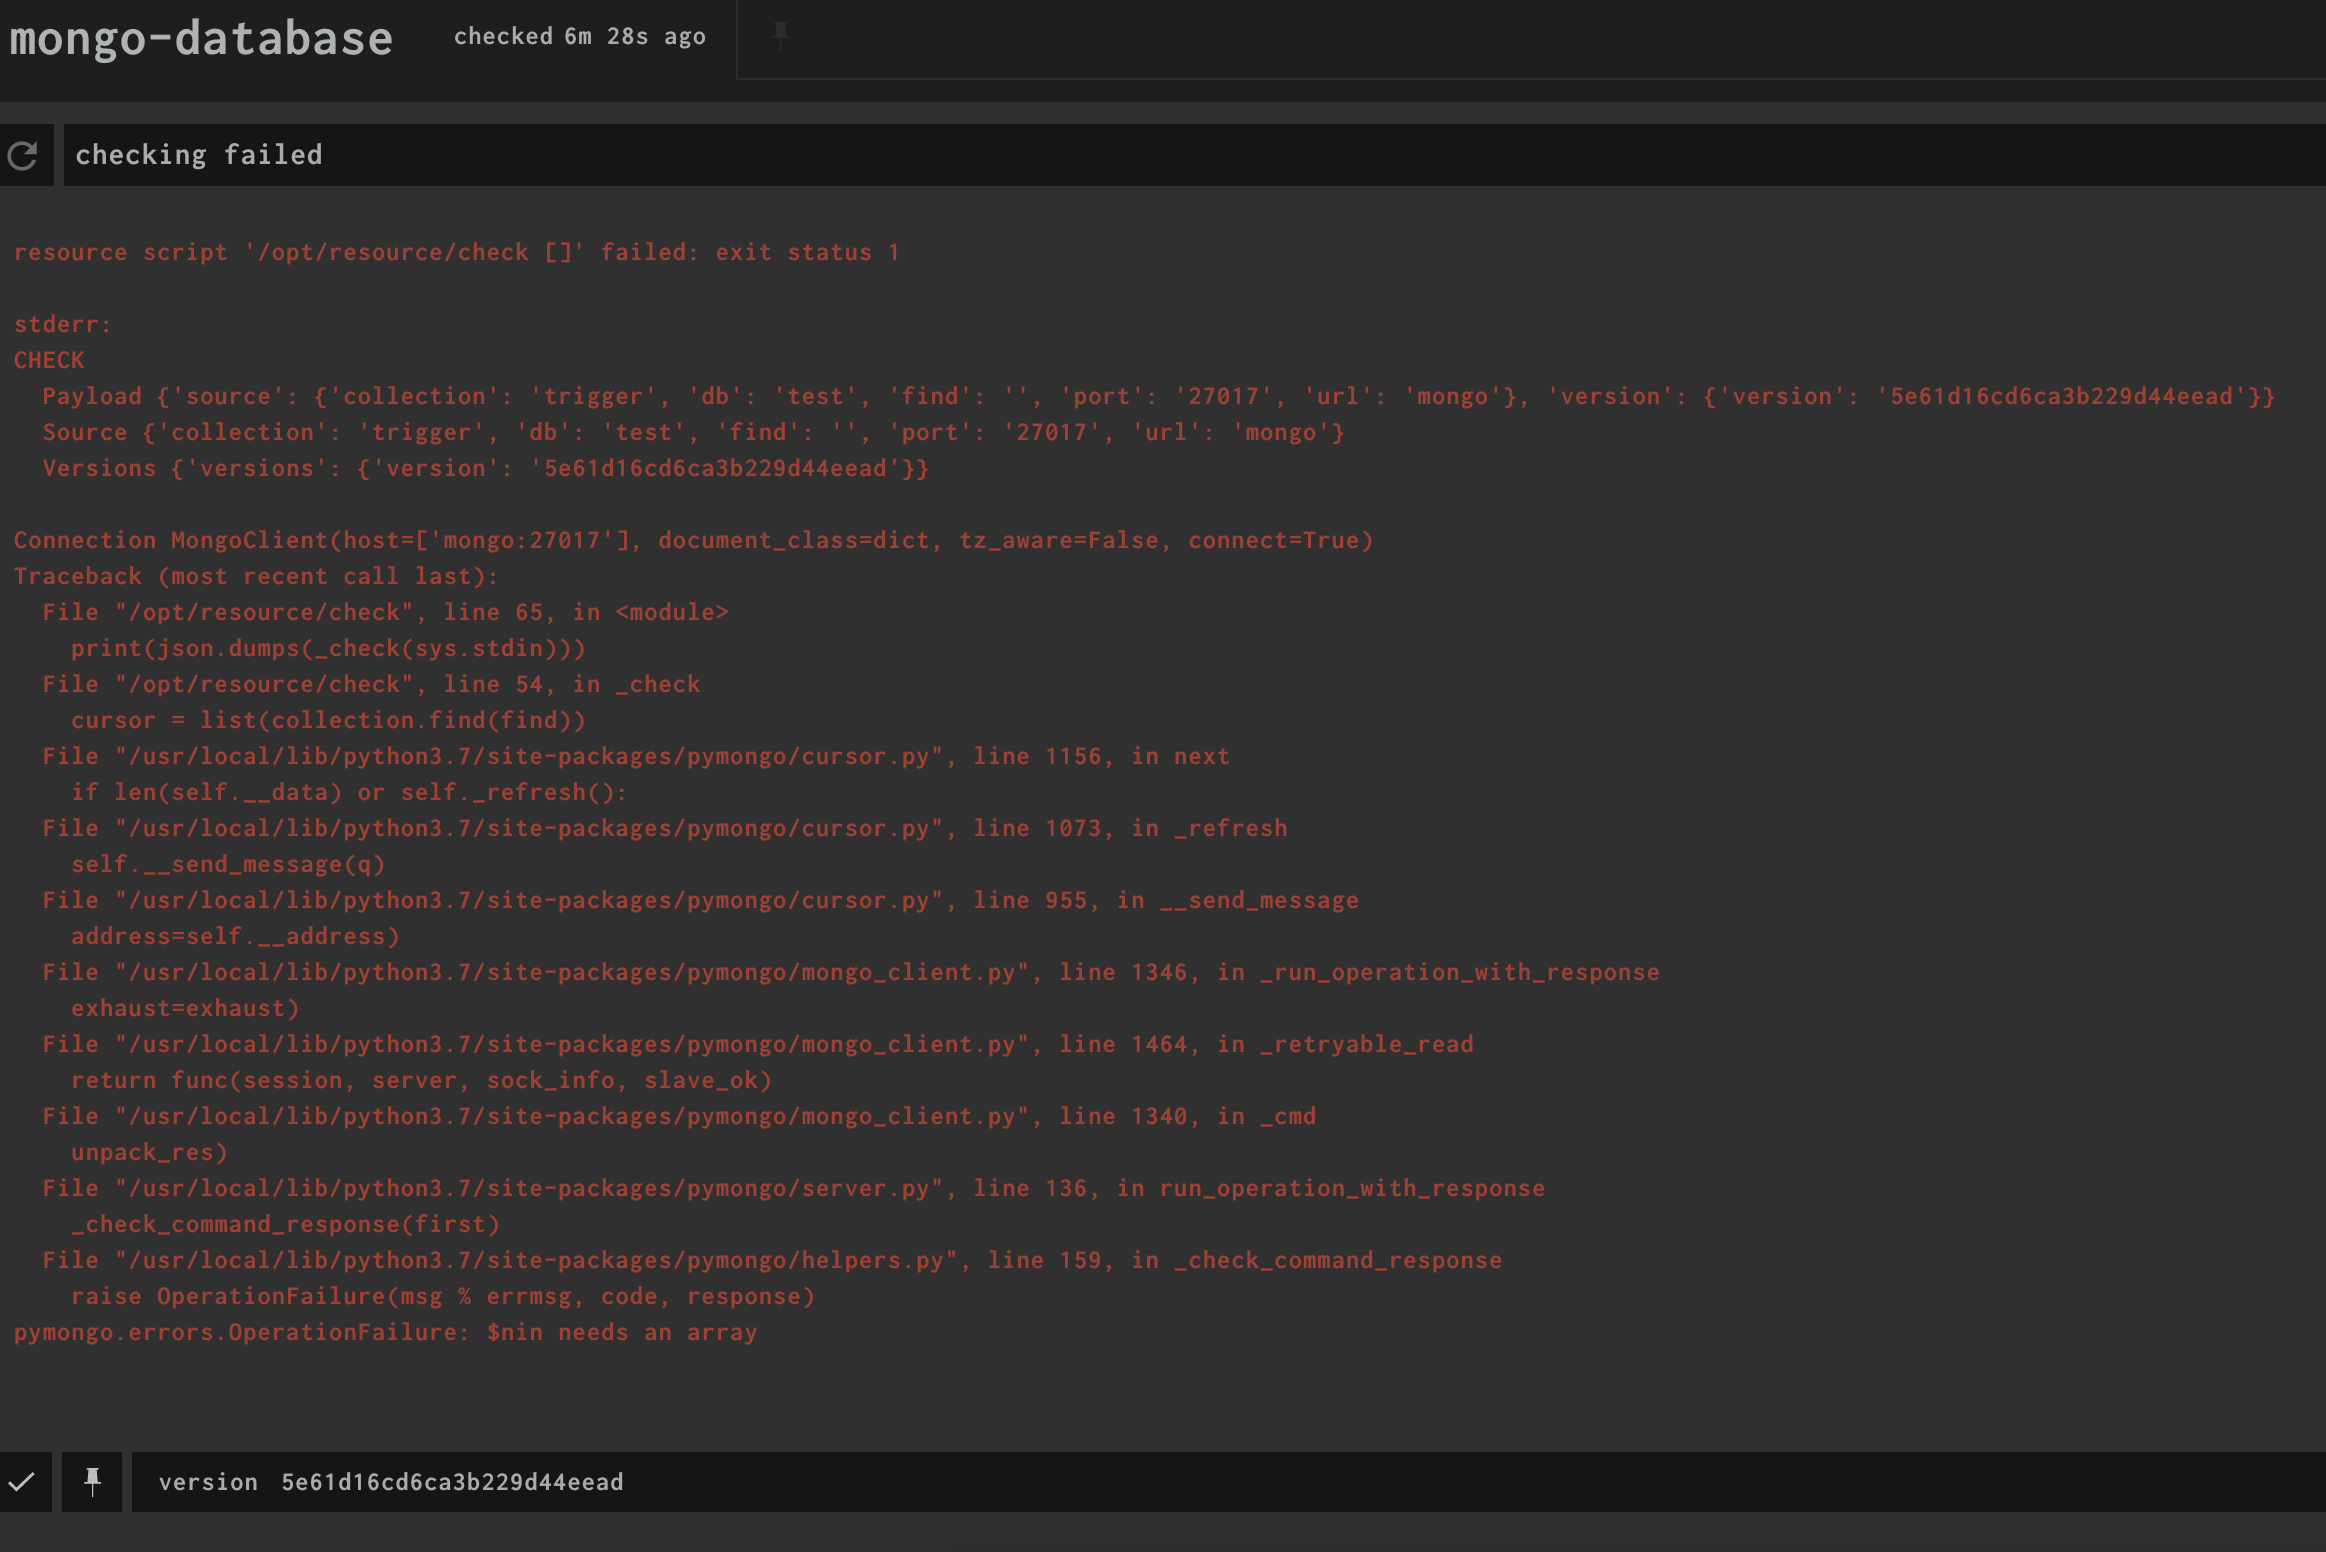 mongo-database checked 6m 28s ago
checking failed
resource script '/opt/resource/check []' failed: exit status 1
stderr:
CHECK
Payload {'source': {'collection': 'trigger', 'db': 'test', 'find': '', 'port': '27017', 'url': 'mongo'}, 'version': {'version': '5e61d16cd6ca3b229d44eead'}}
Source {'collection': 'trigger', 'db': 'test', 'find': '', 'port': '27017', 'url': 'mongo'}
Versions {'versions': {'version': '5e61d16cd6ca3b229d44eead'}}
Connection MongoClient(host=['mongo:27017'], document_class=dict, tz_aware=False, connect=True)
Traceback (most recent call last):
File "/opt/resource/check", line 65, in <module>
print(json.dumps(_check(sys.stdin)))
File "/opt/resource/check", line 54, in _check
cursor = list(collection.find(find))
File "/usr/local/lib/python3.7/site-packages/pymongo/cursor.py", line 1156, in next
if len(self.__data) or self._refresh():
File "/usr/local/lib/python3.7/site-packages/pymongo/cursor.py", line 1073, in _refresh
self.__send_message(q)
File "/usr/local/lib/python3.7/site-packages/pymongo/cursor.py", line 955, in __send_message
address=self.__address)
File "/usr/local/lib/python3.7/site-packages/pymongo/mongo_client.py", line 1346, in _run_operation_with_response
exhaust=exhaust)
File "/usr/local/lib/python3.7/site-packages/pymongo/mongo_client.py", line 1464, in _retryable_read
return func(session, server, sock_info, slave_ok)
File "/usr/local/lib/python3.7/site-packages/pymongo/mongo_client.py", line 1340, in _cmd
unpack_res)
File "/usr/local/lib/python3.7/site-packages/pymongo/server.py", line 136, in run_operation_with_response
_check_command_response(first)
File "/usr/local/lib/python3.7/site-packages/pymongo/helpers.py", line 159, in _check_command_response
raise OperationFailure(msg % errmsg, code, response)
pymongo.errors.OperationFailure: $nin needs an array
version 5e61d16cd6ca3b229d44eead